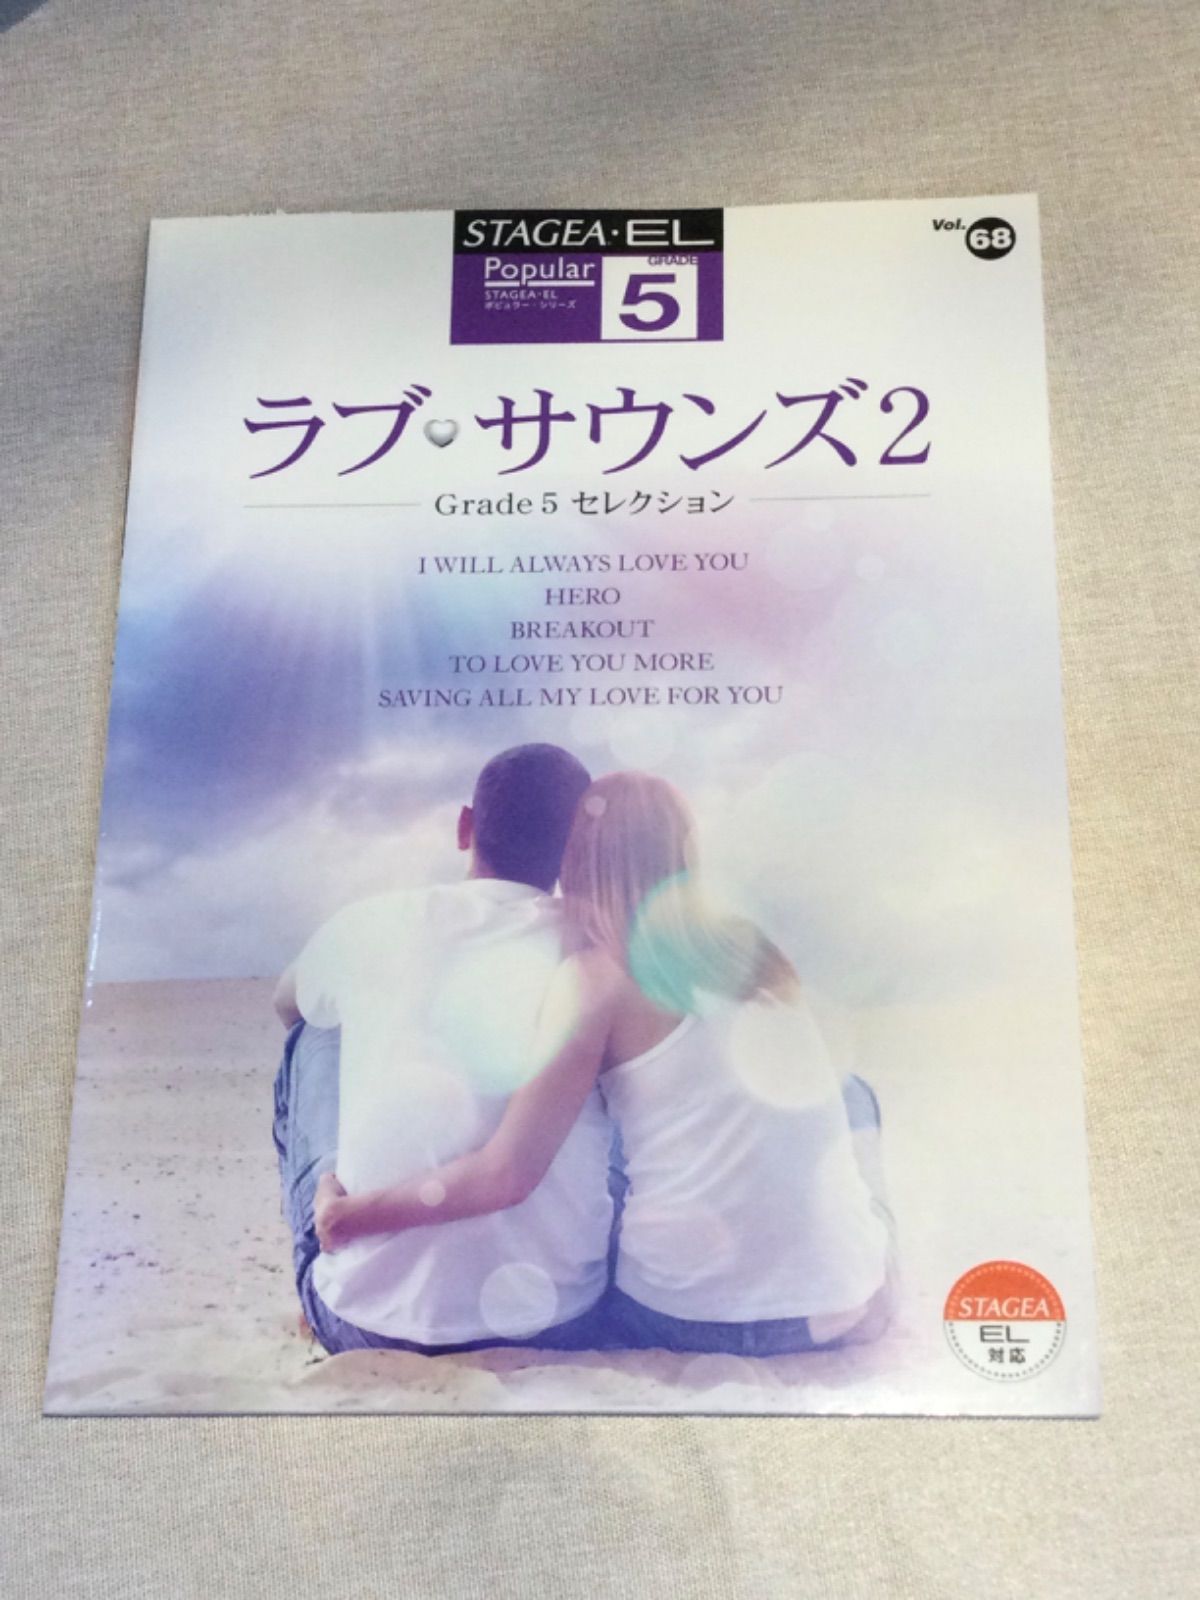 STAGEA・EL
Vol. 68
Popular
GRADE
5
STAGEA・EL
ポピュラー・シリーズ
ラブ・サウンズ2
Grade 5 セレクション
I WILL ALWAYS LOVE YOU
HERO
BREAKOUT
TO LOVE YOU MORE
SAVING ALL MY LOVE FOR YOU
STAGEA
EL
対応